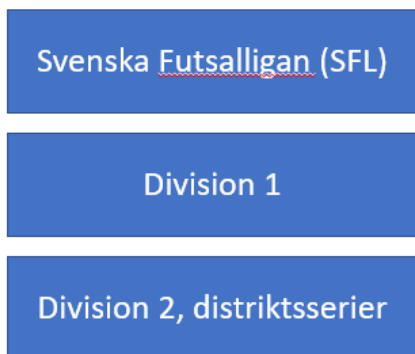 Svenska Futsalligan (SFL)
Division 1
Division 2, distriktsserier